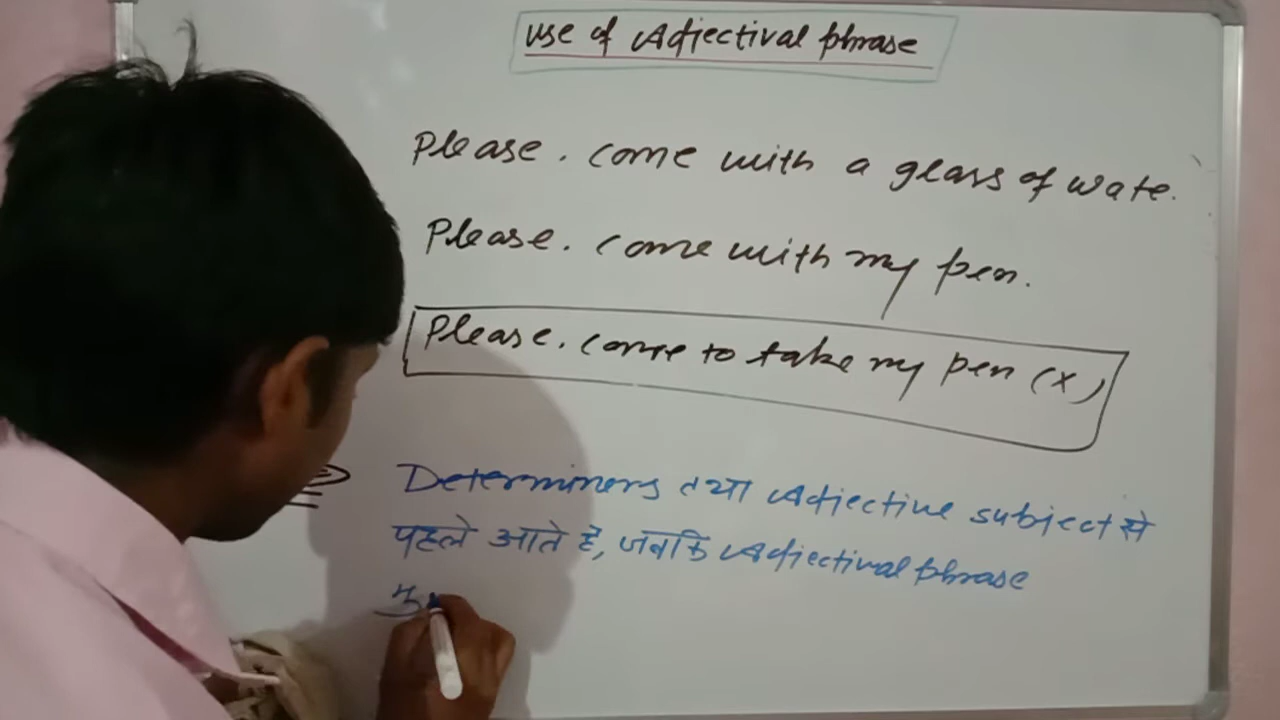 Use of Adjectival phrase
Please. come with a glass of wate.
Please. come with my pen.
Please. come to take my pen (x)
Determiners तथा Adjective subject से
पहले आते है, जबकि Adjectival phrase